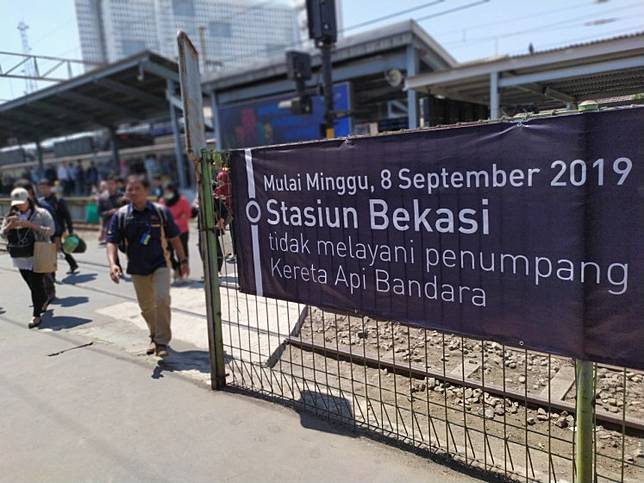 Mulai Minggu, 8 September 2019
Stasiun Bekasi
tidak melayani penumpang
Kereta Api Bandara